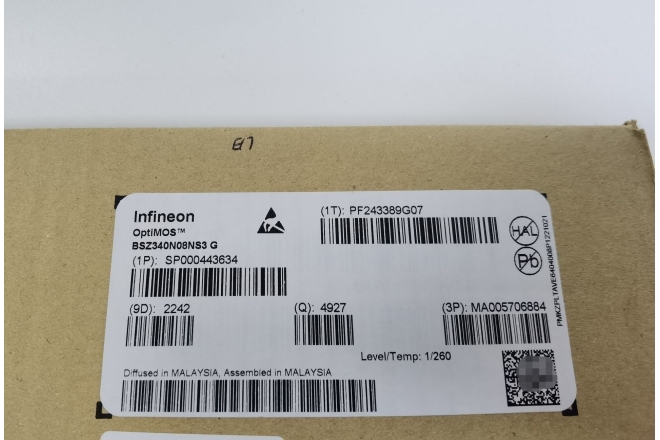 Infineon
OptiMOS™
BSZ340N08NS3 G
(1P): SP000443634
(1T): PF243389G07
HAL
Pb
(9D): 2242
(Q): 4927
(3P): MA005706884
Level/Temp: 1/260
Diffused in MALAYSIA, Assembled in MALAYSIA